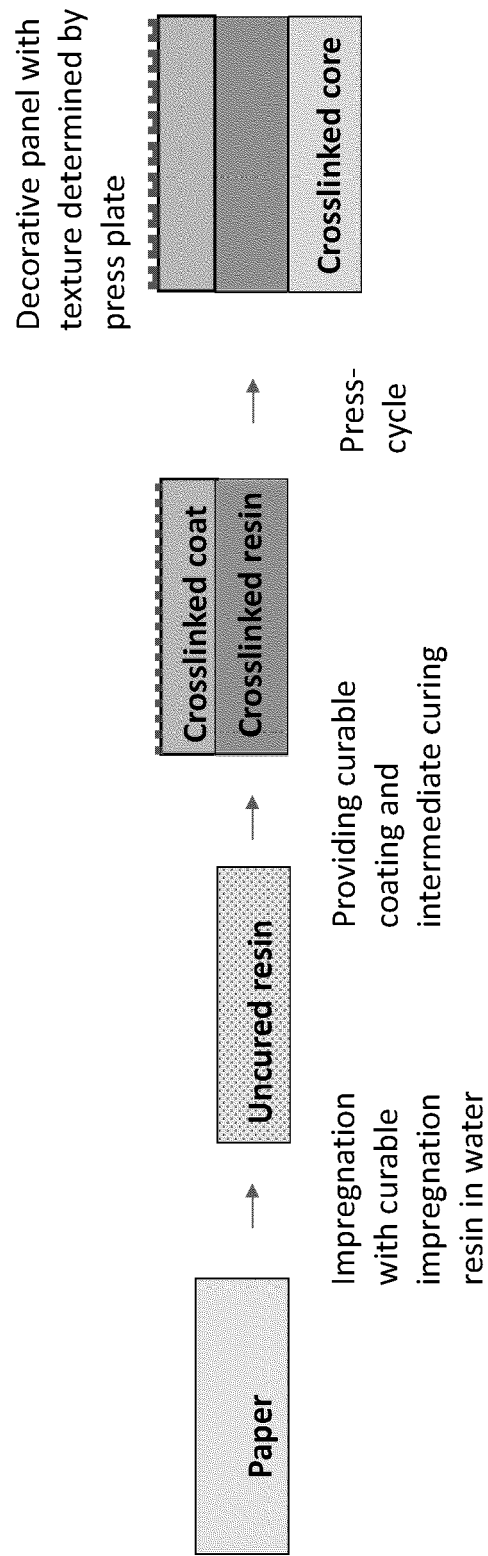 Paper
Impregnation
with curable
impregnation
resin in water
Uncured resin
Providing curable
coating and
intermediate curing
Crosslinked coat
Crosslinked resin
Press-
cycle
Decorative panel with
texture determined by
press plate
Crosslinked core